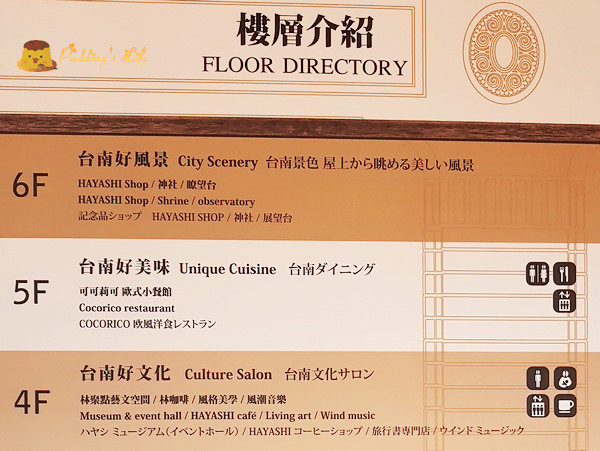 樓層介紹
Pudding's Life
FLOOR DIRECTORY
6F
台南好風景 City Scenery 台南景色 屋上から眺める美しい風景
HAYASHI Shop / 神社 / 瞭望台
HAYASHI Shop / Shrine / observatory
記念品ショップ HAYASHI SHOP / 神社 / 展望台
5F
台南好美味 Unique Cuisine 台南ダイニング
可可莉可 歐式小餐館
Cocorico restaurant
COCORICO 欧風洋食レストラン
4F
台南好文化 Culture Salon 台南文化サロン
林聚點藝文空間 / 林咖啡 / 風格美學 / 風潮音樂
Museum & event hall / HAYASHI café / Living art / Wind music
ハヤシ ミュージアム(イベントホール) / HAYASHI コーヒーショップ / 旅行書専門店 / ウインド ミュージック